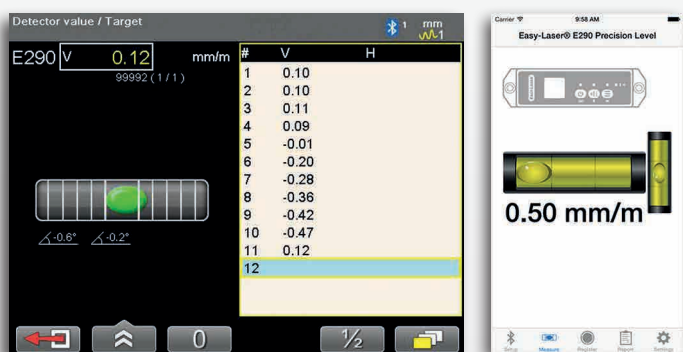 Detector value / Target
1
mm
1
E290 V 0.12 mm/m
99992 (1/1)
-0.6° -0.2°
# V H
1 0.10
2 0.10
3 0.11
4 0.09
5 -0.01
6 -0.20
7 -0.28
8 -0.36
9 -0.42
10 -0.47
11 0.12
12
0
½
Carrier 9:58 AM
Easy-Laser® E290 Precision Level
0.50 mm/m
Setup Measure Register Report Settings